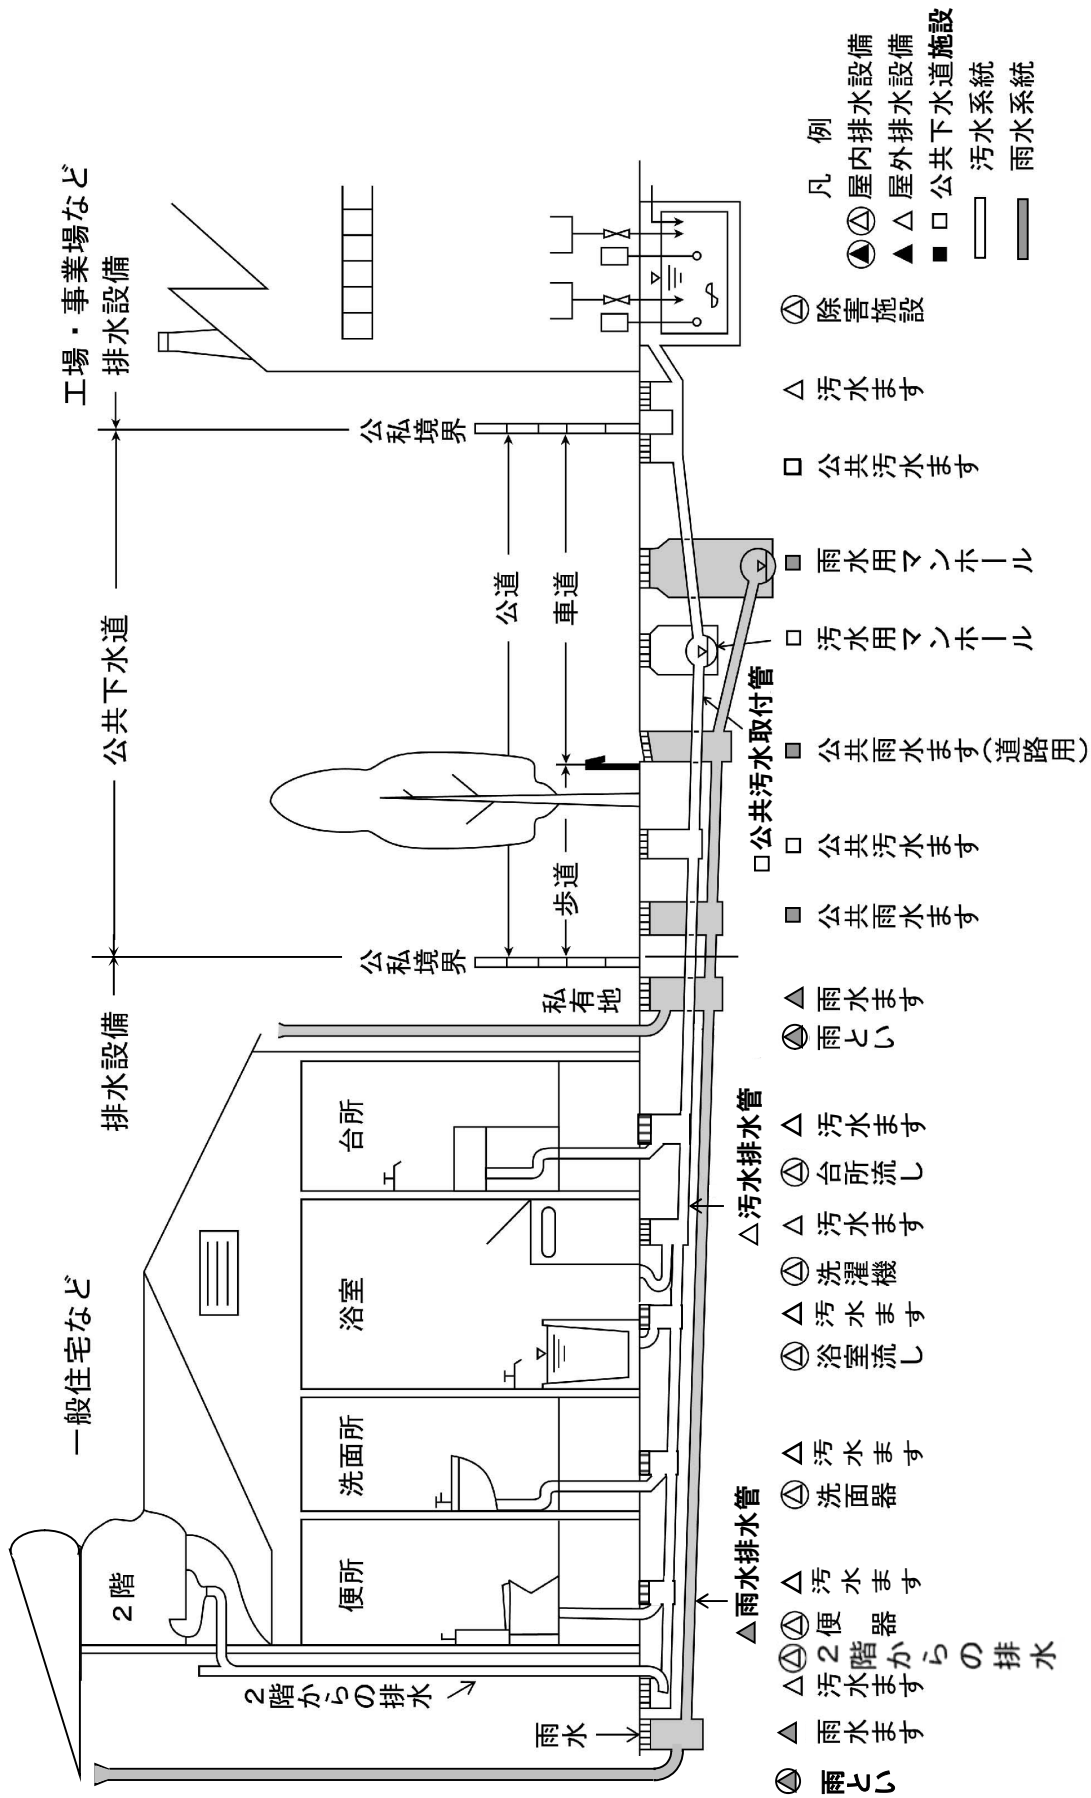 一般住宅など
工場・事業場など
排水設備
公共下水道
排水設備
公私境界
公私境界
公道
車道
歩道
私有地
2階
便所
洗面所
浴室
台所
2階からの排水
雨水
▲雨水排水管
△汚水排水管
□公共汚水取付管
雨とい
雨水ます
汚水ます
2階からの排水
便器
汚水ます
洗面器
汚水ます
浴室流し
汚水ます
洗濯機
汚水ます
台所流し
汚水ます
雨とい
雨水ます
■公共雨水ます
□公共汚水ます
■公共雨水ます(道路用)
□汚水用マンホール
■雨水用マンホール
□公共汚水ます
△汚水ます
除害施設
凡例
屋内排水設備
▲△屋外排水設備
■□公共下水道施設
汚水系統
雨水系統